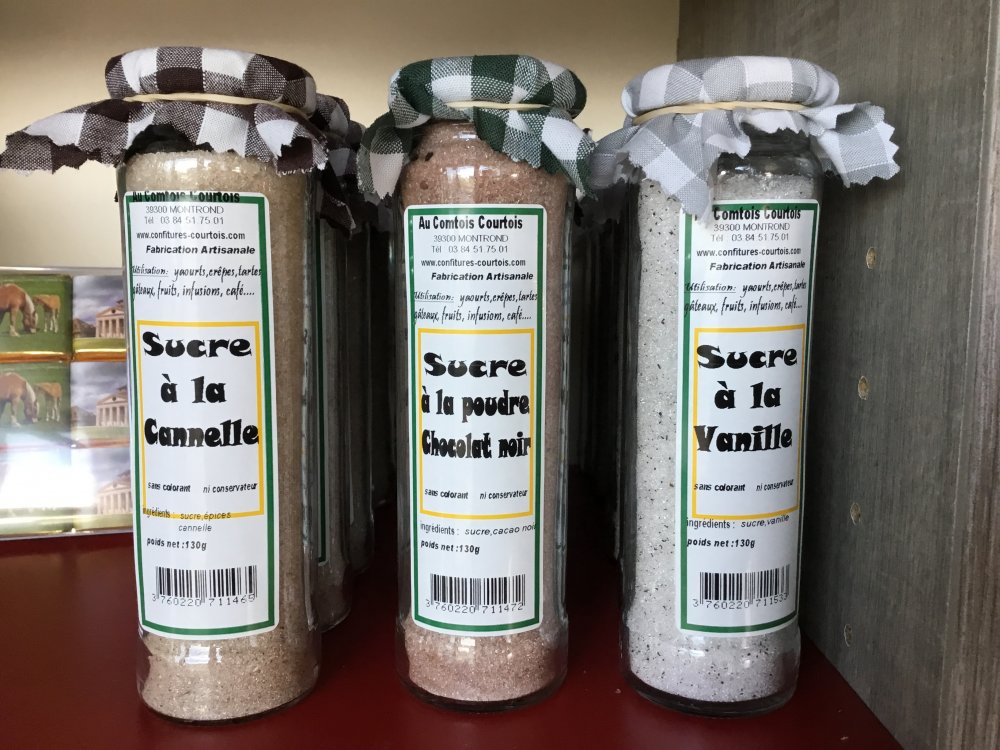 Au Comtois Courtois
39300 MONTROND
Tél 03 84 51 75 01
www.confitures-courtois.com
Fabrication Artisanale
Utilisation: yaourts,crêpes,tartes
gâteaux, fruits, infusions, café....
Sucre
à la
Cannelle
sans colorant ni conservateur
ingrédients : sucre,épices
cannelle
poids net :130g
3 760220 711465
Au Comtois Courtois
39300 MONTROND
Tél 03 84 51 75 01
www.confitures-courtois.com
Fabrication Artisanale
Utilisation: yaourts,crêpes,tartes
gâteaux, fruits, infusions, café....
Sucre
à la poudre
Chocolat noir
sans colorant ni conservateur
ingrédients : sucre,cacao noir
poids net :130g
3 760220 711472
Comtois Courtois
39300 MONTROND
Tél 03 84 51 75 01
www.confitures-courtois.com
Fabrication Artisanale
Utilisation: yaourts,crêpes,tartes
gâteaux, fruits, infusions, café....
Sucre
à la
Vanille
sans colorant ni conservateur
ingrédients : sucre,vanille
poids net :130g
3 760220 711533